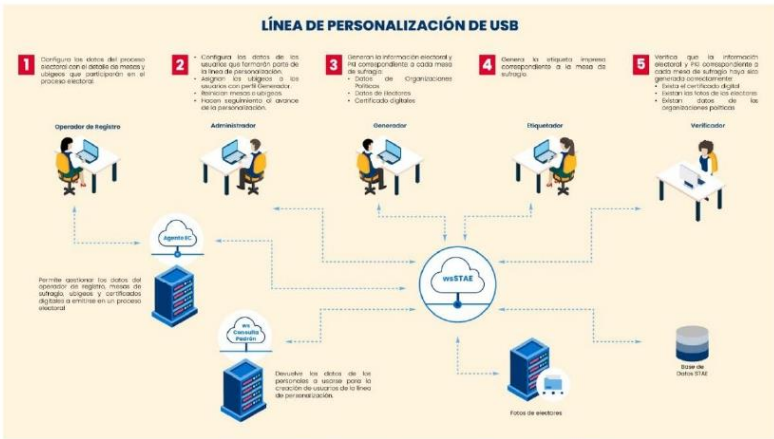 LÍNEA DE PERSONALIZACIÓN DE USB
1
Configura los datos del proceso
electoral con el detalle de mesas y
ubigeos que participarán en el
proceso electoral.
2
Configura los datos de los
usuarios que formarán parte de
la línea de personalización.
Asignan los ubigeos a los
usuarios con perfil Generador.
Reinician mesas o ubigeos.
Hacen seguimiento al avance
de la personalización.
3
Generan la información electoral y
PKI correspondiente a cada mesa
de sufragio:
• Datos de Organizaciones
Políticas
• Datos de Electores
• Certificado digitales
4
Genera la etiqueta impresa
correspondiente a la mesa de
sufragio.
5
Verifica que la información
electoral y PKI correspondiente a
cada mesa de sufragio haya sido
generada correctamente:
• Exista el certificado digital
• Existan las fotos de los electores
• Existan datos de las
organizaciones políticas
Operador de Registro
Administrador
Generador
Etiquetador
Verificador
AgenteEC
Permite gestionar los datos del
operador de registro, mesas de
sufragio, ubigeos y certificados
digitales a emitirse en un proceso
electoral
wsSTAE
ws
Consulta
Padrón
Devuelve los datos de los
personales a usarse para la
creación de usuarios de la línea
de personalización.
Fotos de electores
Base de
Datos STAE